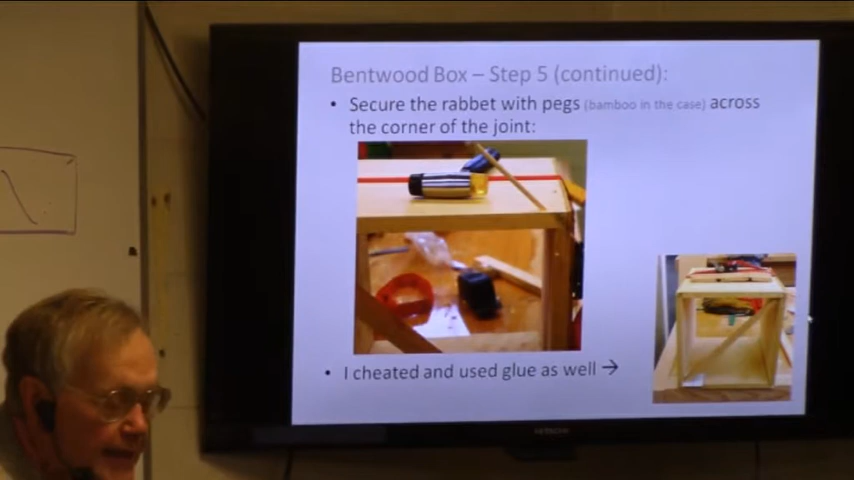 Bentwood Box – Step 5 (continued):
• Secure the rabbet with pegs (bamboo in the case) across
the corner of the joint:
• I cheated and used glue as well →
HITACHI